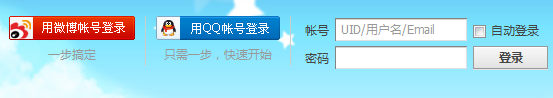 用微博帐号登录
一步搞定
用QQ帐号登录
只需一步，快速开始
帐号 UID/用户名/Email 自动登录
密码 登录